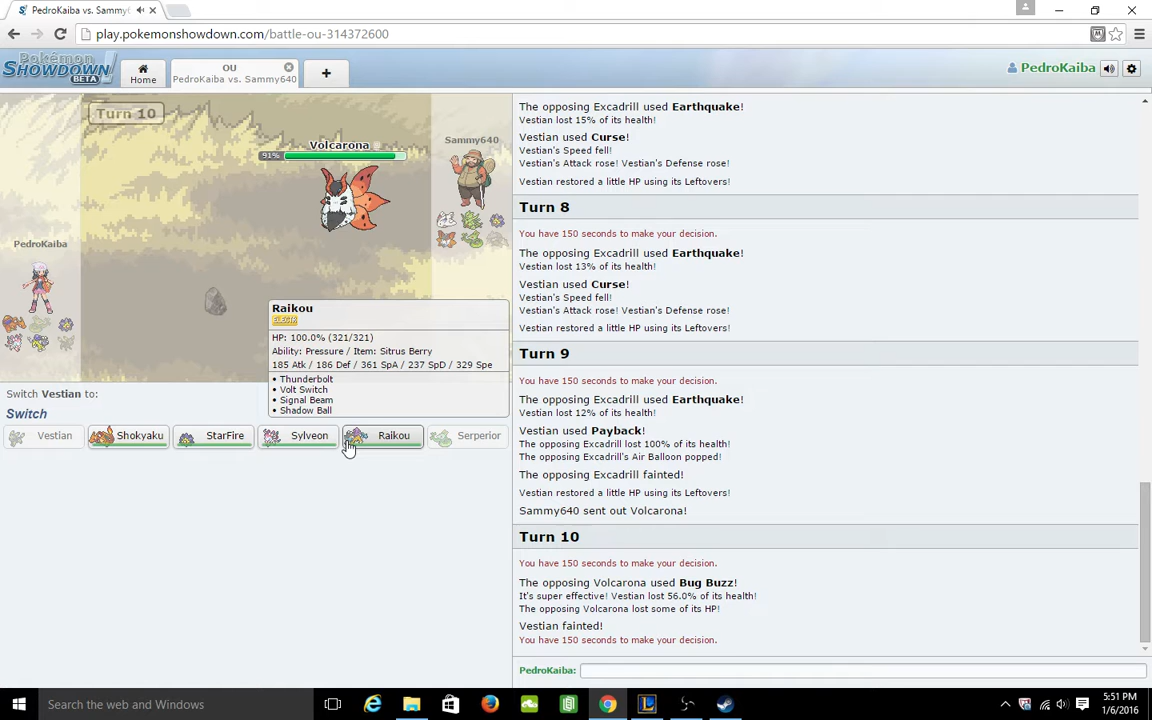 PedroKaiba vs. Sammy
play.pokemonshowdown.com/battle-ou-314372600
Pokémon
SHOWDOWN
BETA
Home
OU
PedroKaiba vs. Sammy640
+
PedroKaiba
Turn 10
Volcarona
91%
Sammy640
PedroKaiba
Raikou
ELECTR
HP: 100.0% (321/321)
Ability: Pressure / Item: Sitrus Berry
185 Atk / 186 Def / 361 SpA / 237 SpD / 329 Spe
• Thunderbolt
• Volt Switch
• Signal Beam
• Shadow Ball
Switch Vestian to:
Switch
Vestian
Shokyaku
StarFire
Sylveon
Raikou
Serperior
The opposing Excadrill used Earthquake!
Vestian lost 15% of its health!
Vestian used Curse!
Vestian's Speed fell!
Vestian's Attack rose! Vestian's Defense rose!
Vestian restored a little HP using its Leftovers!
Turn 8
You have 150 seconds to make your decision.
The opposing Excadrill used Earthquake!
Vestian lost 13% of its health!
Vestian used Curse!
Vestian's Speed fell!
Vestian's Attack rose! Vestian's Defense rose!
Vestian restored a little HP using its Leftovers!
Turn 9
You have 150 seconds to make your decision.
The opposing Excadrill used Earthquake!
Vestian lost 12% of its health!
Vestian used Payback!
The opposing Excadrill lost 100% of its health!
The opposing Excadrill's Air Balloon popped!
The opposing Excadrill fainted!
Vestian restored a little HP using its Leftovers!
Sammy640 sent out Volcarona!
Turn 10
You have 150 seconds to make your decision.
The opposing Volcarona used Bug Buzz!
It's super effective! Vestian lost 56.0% of its health!
The opposing Volcarona lost some of its HP!
Vestian fainted!
You have 150 seconds to make your decision.
PedroKaiba:
Search the web and Windows
5:51 PM
1/6/2016